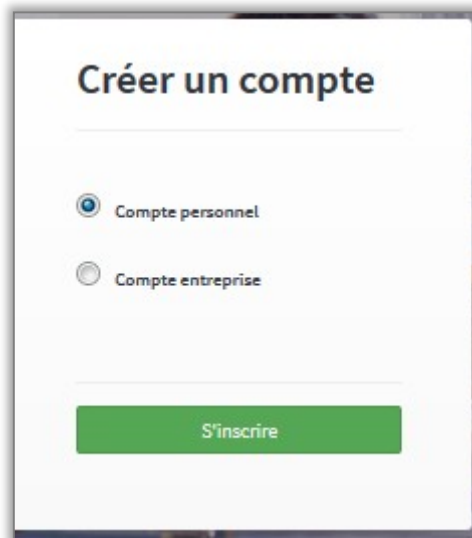 Créer un compte
Compte personnel
Compte entreprise
S'inscrire